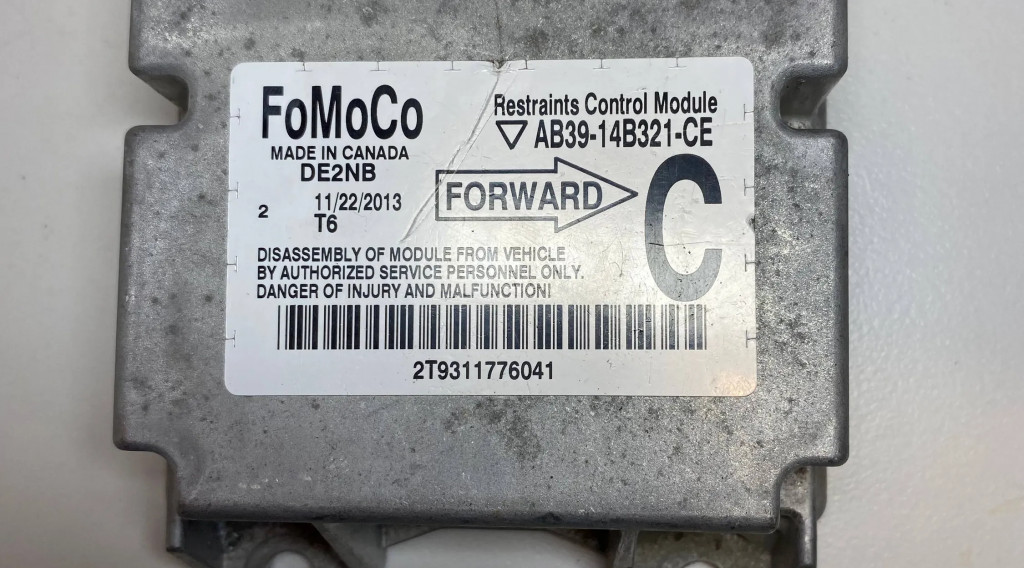 FoMoCo
MADE IN CANADA
DE2NB
2 11/22/2013
T6
Restraints Control Module
AB39-14B321-CE
FORWARD
C
DISASSEMBLY OF MODULE FROM VEHICLE
BY AUTHORIZED SERVICE PERSONNEL ONLY.
DANGER OF INJURY AND MALFUNCTION!
2T9311776041